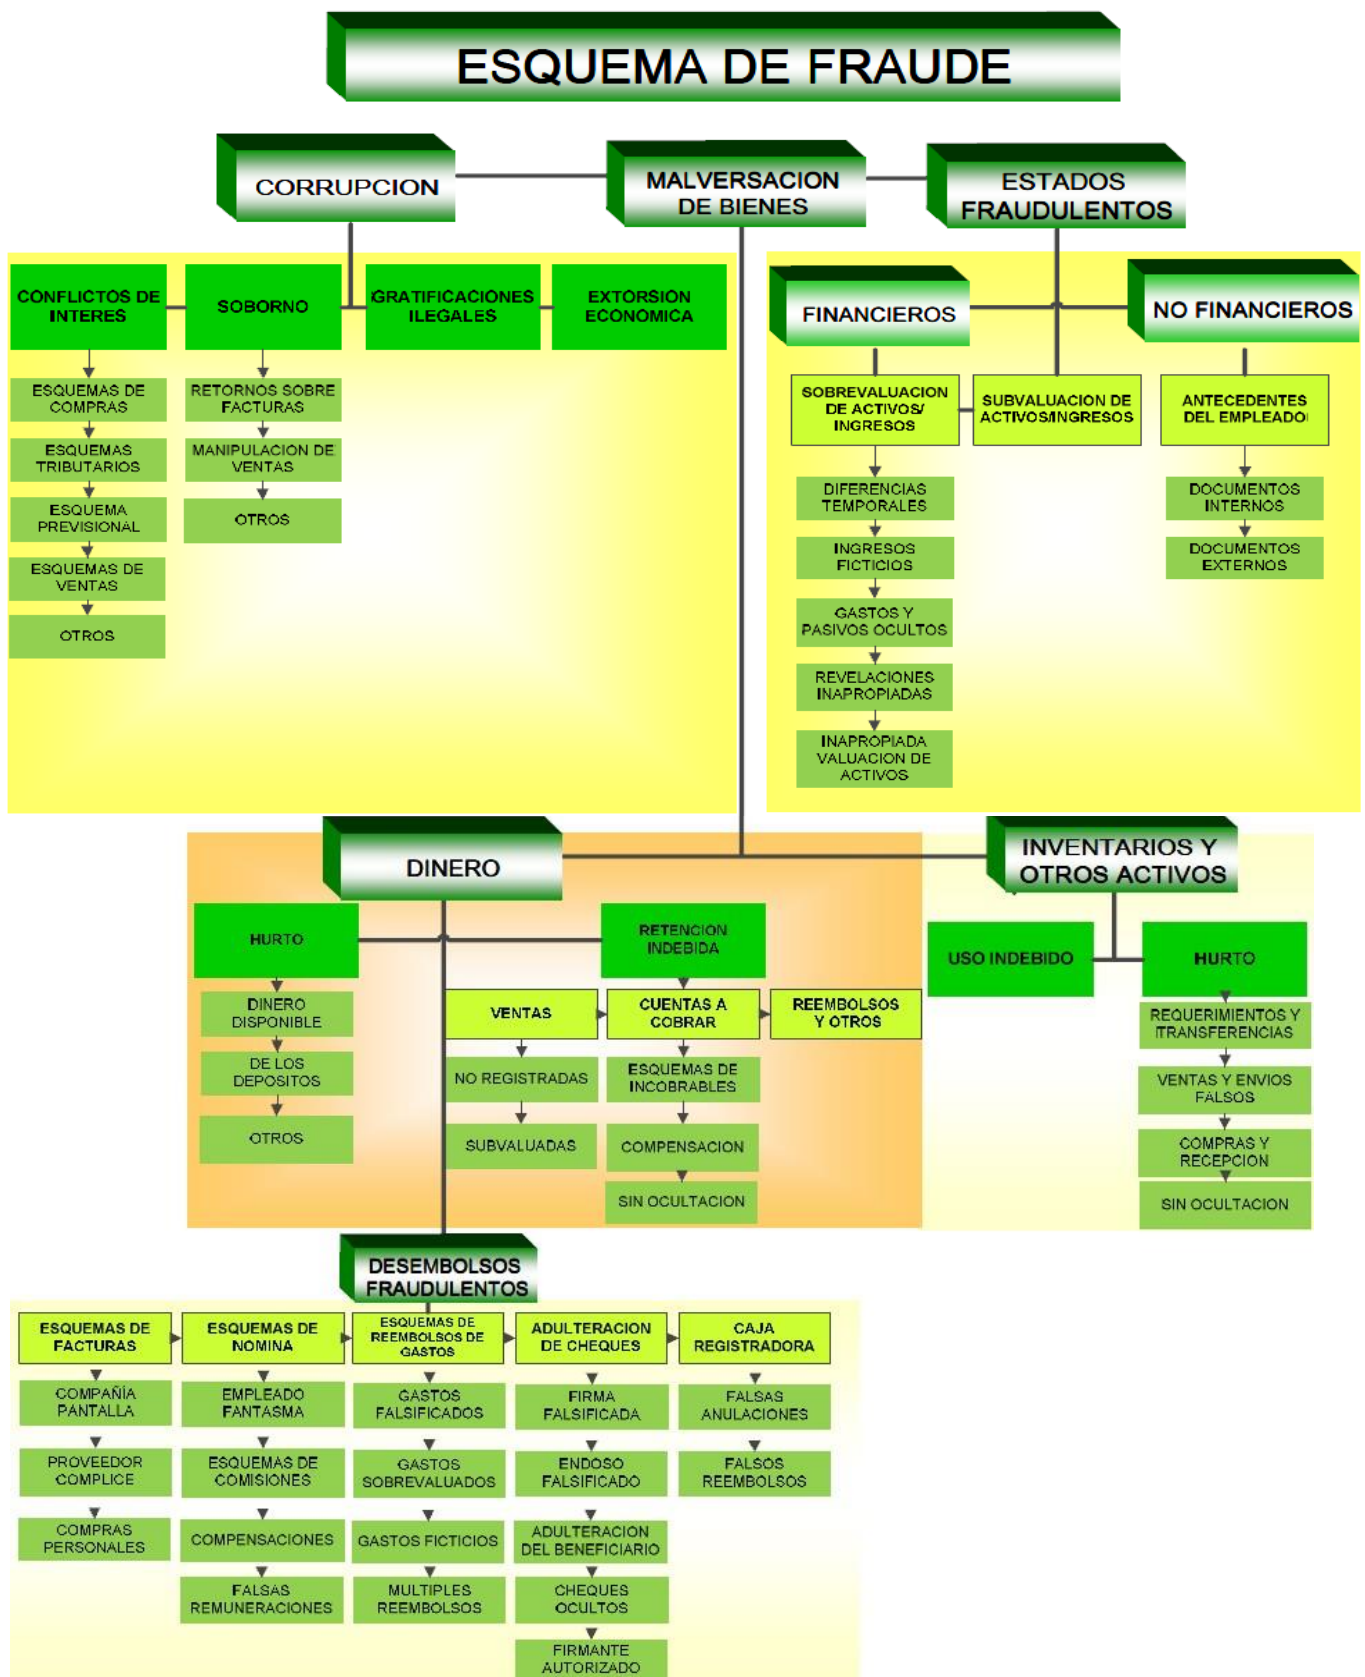 ESQUEMA DE FRAUDE
CORRUPCION
MALVERSACION
DE BIENES
ESTADOS
FRAUDULENTOS
CONFLICTOS DE
INTERES
SOBORNO
GRATIFICACIONES
ILEGALES
EXTORSIÓN
ECONOMICA
ESQUEMAS DE
COMPRAS
ESQUEMAS
TRIBUTARIOS
ESQUEMA
PREVISIONAL
ESQUEMAS DE
VENTAS
OTROS
RETORNOS SOBRE
FACTURAS
MANIPULACION DE
VENTAS
OTROS
FINANCIEROS
NO FINANCIEROS
SOBREVALUACION
DE ACTIVOS/
INGRESOS
SUBVALUACION DE
ACTIVOS/INGRESOS
ANTECEDENTES
DEL EMPLEADO
DIFERENCIAS
TEMPORALES
INGRESOS
FICTICIOS
GASTOS Y
PASIVOS OCULTOS
REVELACIONES
INAPROPIADAS
INAPROPIADA
VALUACION DE
ACTIVOS
DOCUMENTOS
INTERNOS
DOCUMENTOS
EXTERNOS
DINERO
INVENTARIOS Y
OTROS ACTIVOS
HURTO
RETENCION
INDEBIDA
DINERO
DISPONIBLE
DE LOS
DEPOSITOS
OTROS
VENTAS
CUENTAS A
COBRAR
REEMBOLSOS
Y OTROS
NO REGISTRADAS
SUBVALUADAS
ESQUEMAS DE
INCOBRABLES
COMPENSACION
SIN OCULTACION
USO INDEBIDO
HURTO
REQUERIMIENTOS Y
TRANSFERENCIAS
VENTAS Y ENVIOS
FALSOS
COMPRAS Y
RECEPCION
SIN OCULTACION
DESEMBOLSOS
FRAUDULENTOS
ESQUEMAS DE
FACTURAS
ESQUEMAS DE
NOMINA
ESQUEMAS DE
REEMBOLSOS DE
GASTOS
ADULTERACION
DE CHEQUES
CAJA
REGISTRADORA
COMPAÑÍA
PANTALLA
PROVEEDOR
COMPLICE
COMPRAS
PERSONALES
EMPLEADO
FANTASMA
ESQUEMAS DE
COMISIONES
COMPENSACIONES
FALSAS
REMUNERACIONES
GASTOS
FALSIFICADOS
GASTOS
SOBREVALUADOS
GASTOS FICTICIOS
MULTIPLES
REEMBOLSOS
FIRMA
FALSIFICADA
ENDOSO
FALSIFICADO
ADULTERACION
DEL BENEFICIARIO
CHEQUES
OCULTOS
FIRMANTE
AUTORIZADO
FALSAS
ANULACIONES
FALSOS
REEMBOLSOS